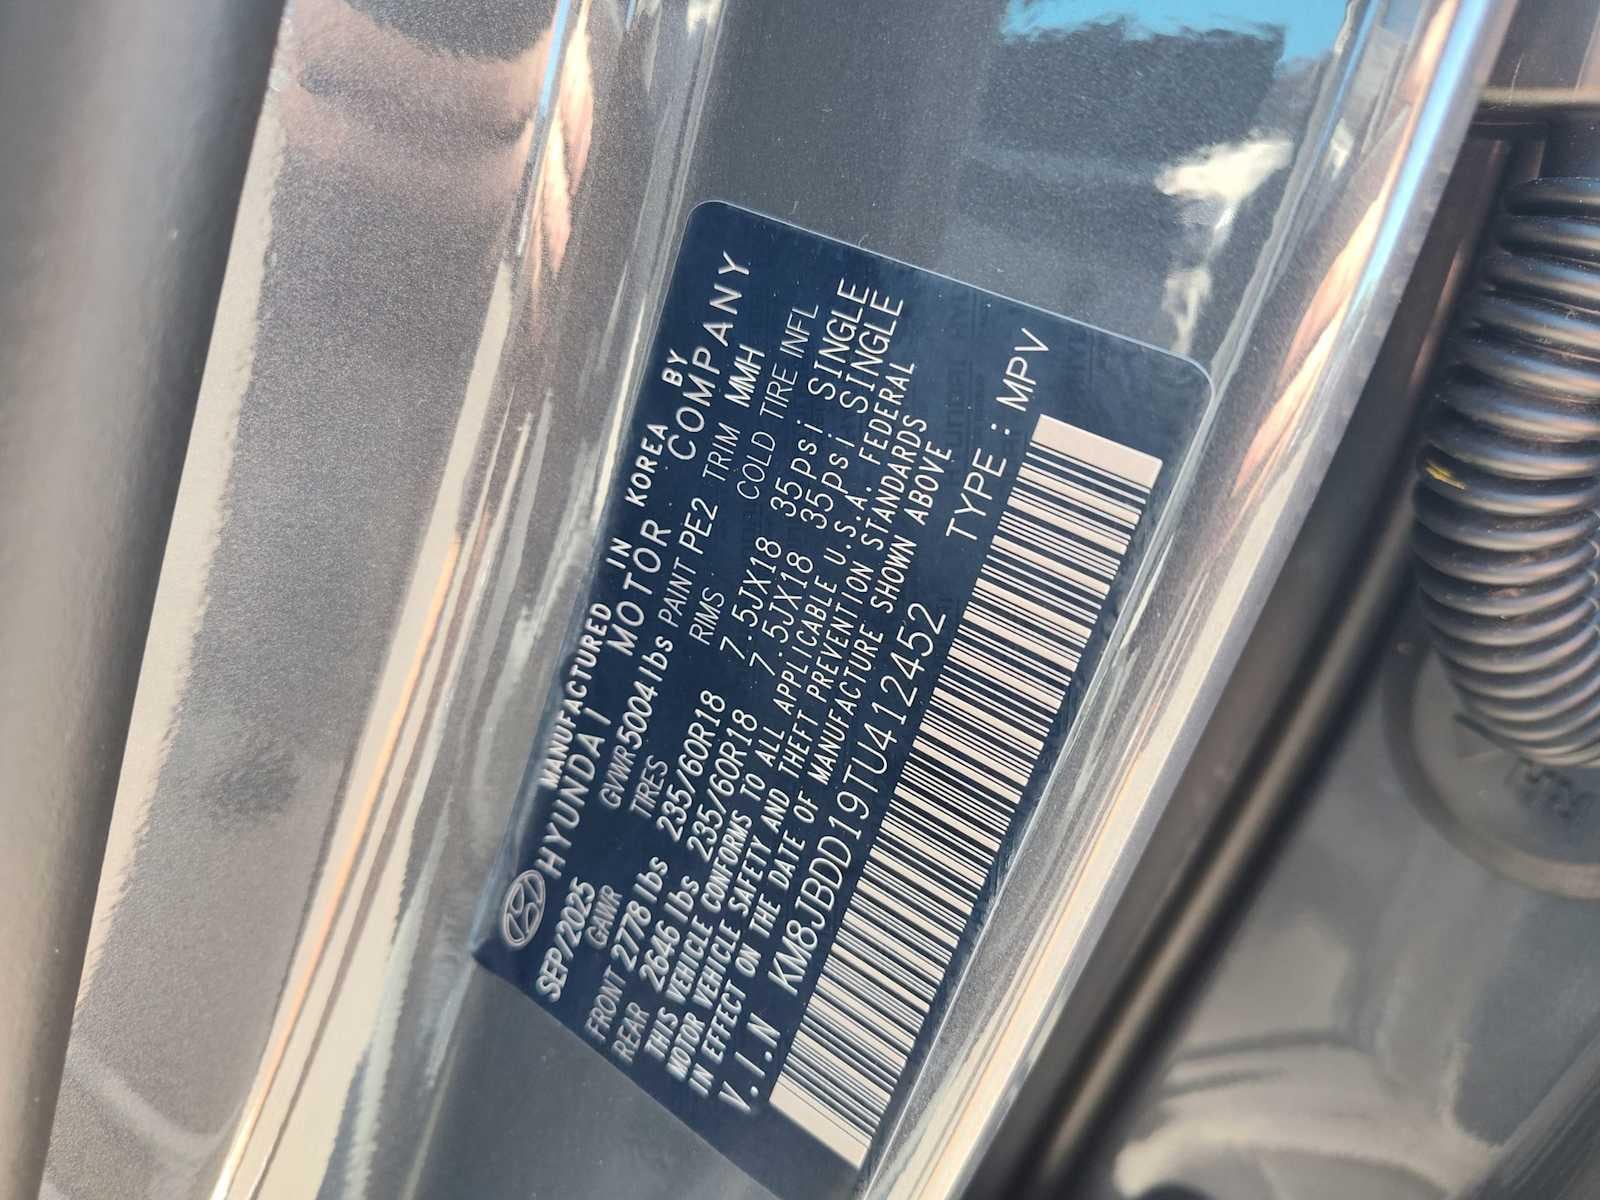 MANUFACTURED IN KOREA BY
HYUNDAI MOTOR COMPANY
SEP/2025 GVWR 5004 lbs PAINT PE2 TRIM MMH
GAWR TIRES RIMS COLD TIRE INFL
FRONT 2778 lbs 235/60R18 7.5JX18 35psi SINGLE
REAR 2646 lbs 235/60R18 7.5JX18 35psi SINGLE
THIS VEHICLE CONFORMS TO ALL APPLICABLE U.S.A. FEDERAL
MOTOR VEHICLE SAFETY AND THEFT PREVENTION STANDARDS
IN EFFECT ON THE DATE OF MANUFACTURE SHOWN ABOVE
V.I.N KM8JBDD19TU412452 TYPE : MPV